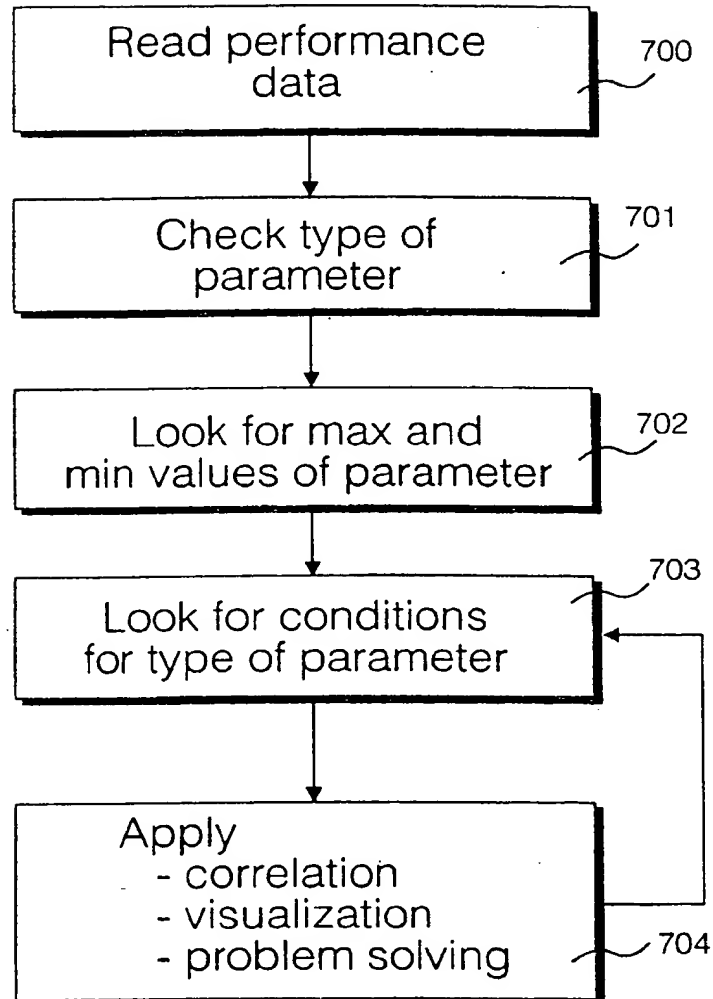 Read performance
data
700
Check type of
parameter
701
Look for max and
min values of parameter
702
Look for conditions
for type of parameter
703
Apply
- correlation
- visualization
- problem solving
704